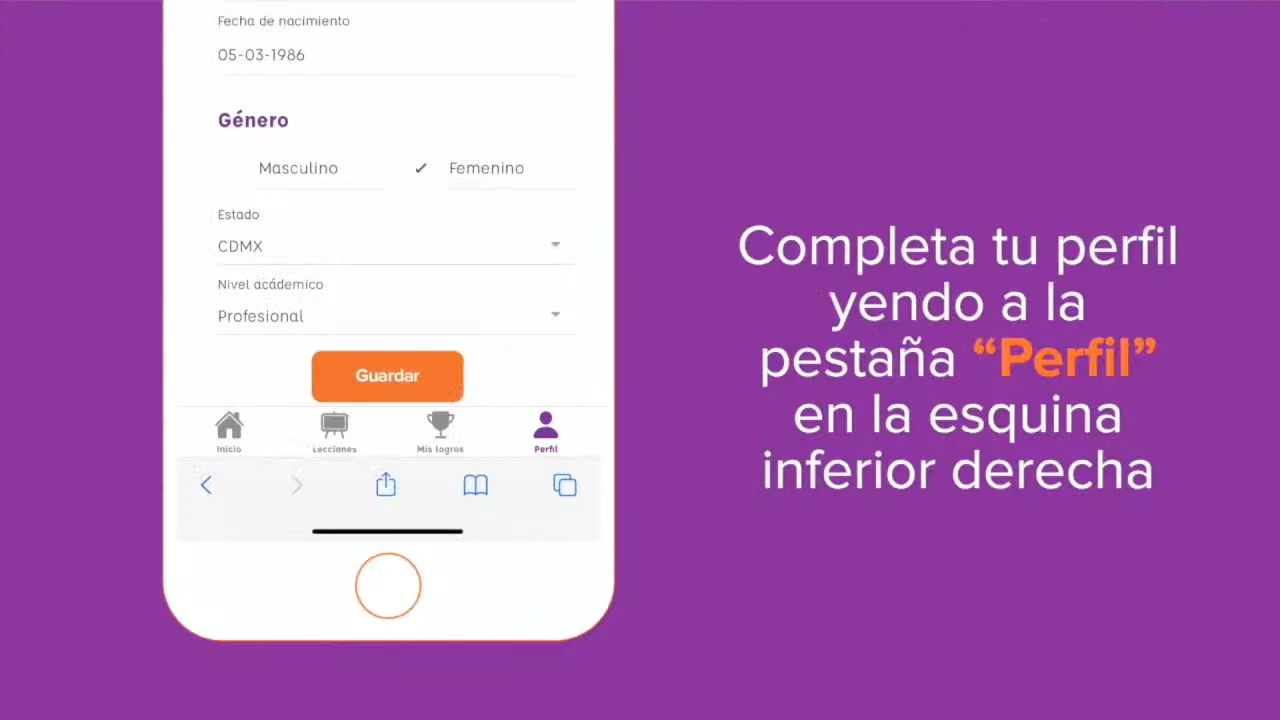 Fecha de nacimiento
05-03-1986
Género
Masculino ✓ Femenino
Estado
CDMX
Nivel acádemico
Profesional
Guardar
Inicio Lecciones Mis logros Perfil
Completa tu perfil
yendo a la
pestaña “Perfil”
en la esquina
inferior derecha